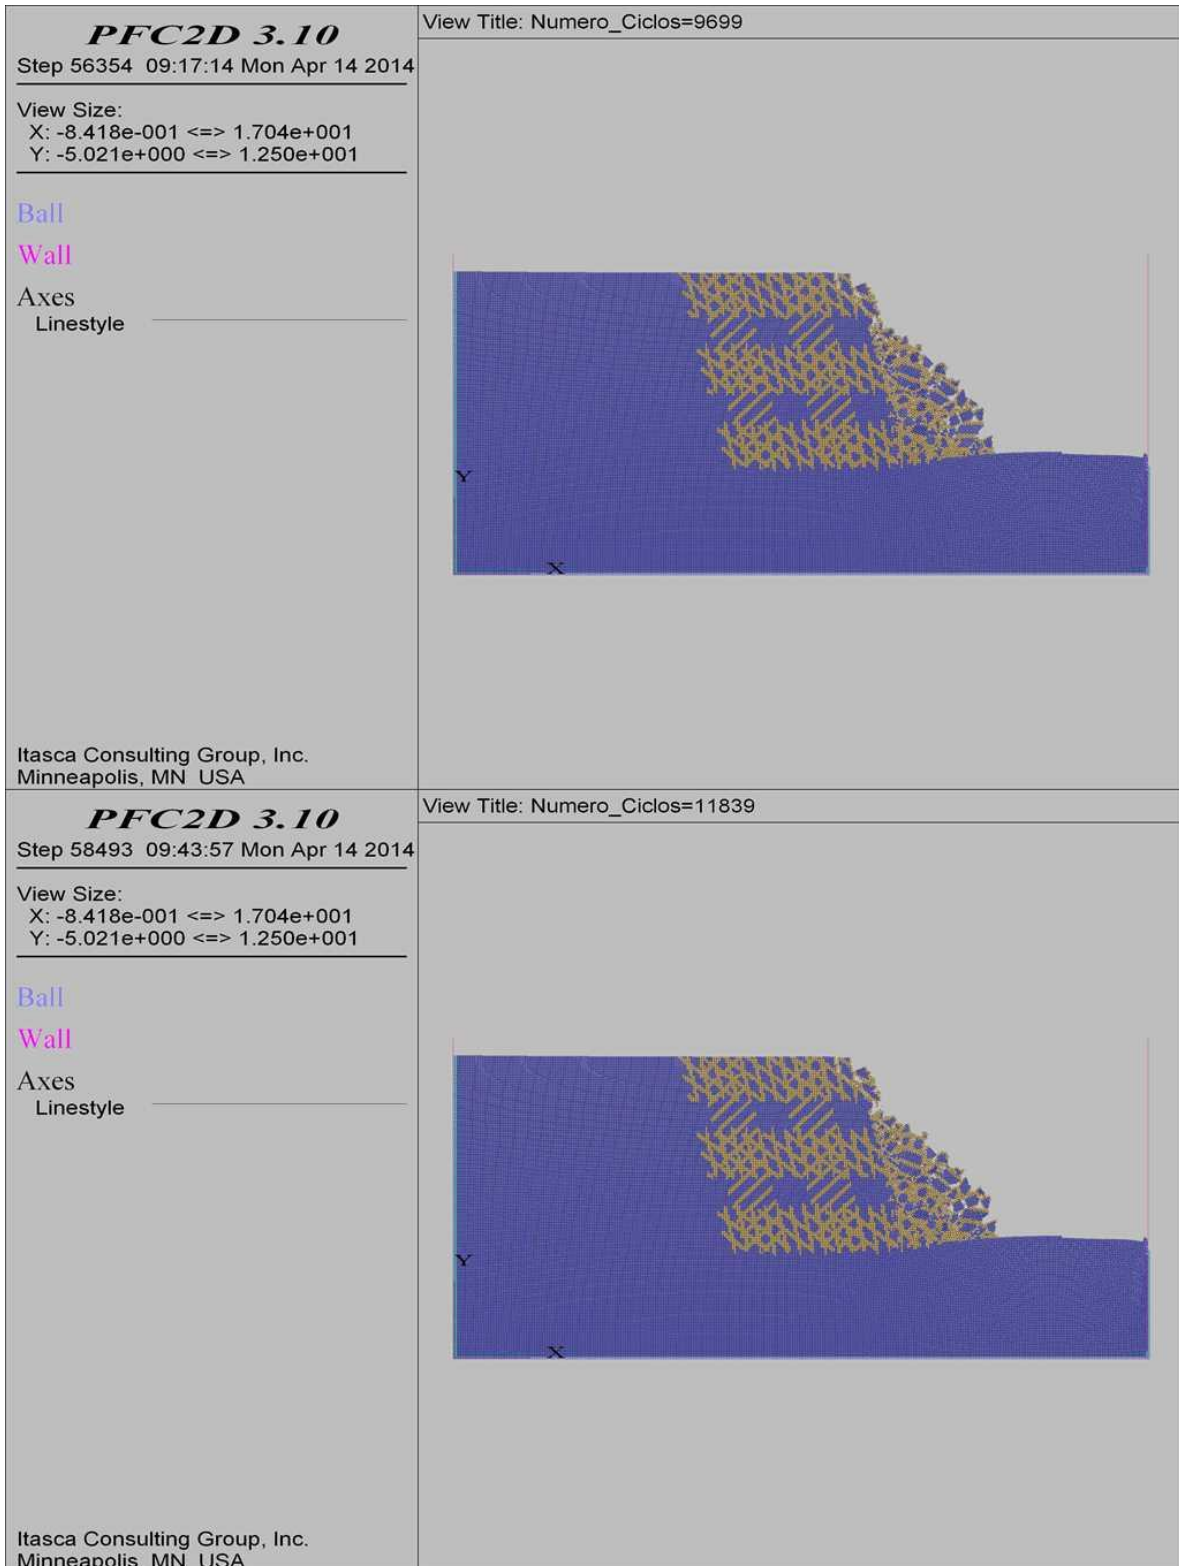 PFC2D 3.10
Step 56354 09:17:14 Mon Apr 14 2014
View Size:
X: -8.418e-001 <=> 1.704e+001
Y: -5.021e+000 <=> 1.250e+001
Ball
Wall
Axes
Linestyle
Itasca Consulting Group, Inc.
Minneapolis, MN USA
View Title: Numero_Ciclos=9699
Y
X
PFC2D 3.10
Step 58493 09:43:57 Mon Apr 14 2014
View Size:
X: -8.418e-001 <=> 1.704e+001
Y: -5.021e+000 <=> 1.250e+001
Ball
Wall
Axes
Linestyle
Itasca Consulting Group, Inc.
Minneapolis, MN USA
View Title: Numero_Ciclos=11839
Y
X